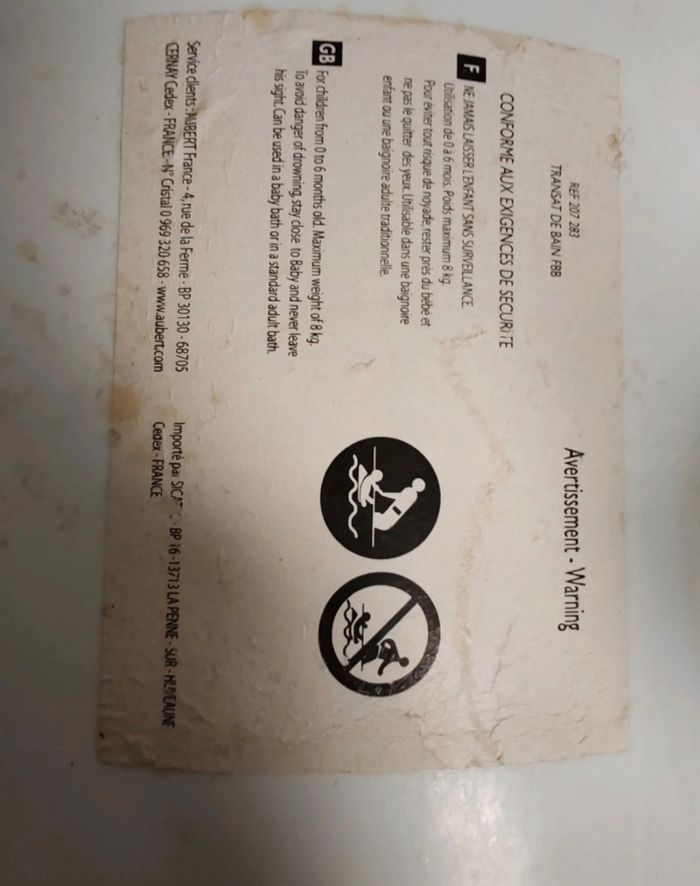 REF 207 283
TRANSAT DE BAIN FBB
Avertissement - Warning
CONFORME AUX EXIGENCES DE SECURITE
F
NE JAMAIS LAISSER L'ENFANT SANS SURVEILLANCE
Utilisation de 0 à 6 mois. Poids maximum 8 kg.
Pour éviter tout risque de noyade, rester près du bébé et
ne pas le quitter des yeux. Utilisable dans une baignoire
enfant ou une baignoire adulte traditionnelle.
GB
For children from 0 to 6 months old. Maximum weight of 8 kg.
To avoid danger of drowning, stay close to Baby and never leave
his sight. Can be used in a baby bath or in a standard adult bath.
Service clients : AUBERT France - 4, rue de la Ferme - BP 30130 - 68705
CERNAY Cedex - FRANCE - N° Cristal 0 969 320 658 - www.aubert.com
Importé par - BP 16 - 13713 LA PENNE - SUR - HUVEAUNE
Cedex - FRANCE